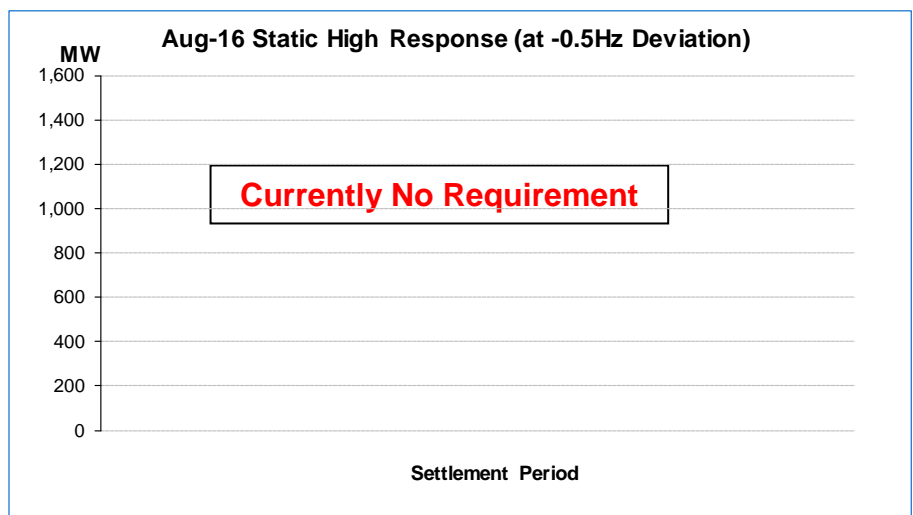 Aug-16 Static High Response (at -0.5Hz Deviation)
MW
1,600
1,400
1,200
Currently No Requirement
1,000
800
600
400
200
0
Settlement Period